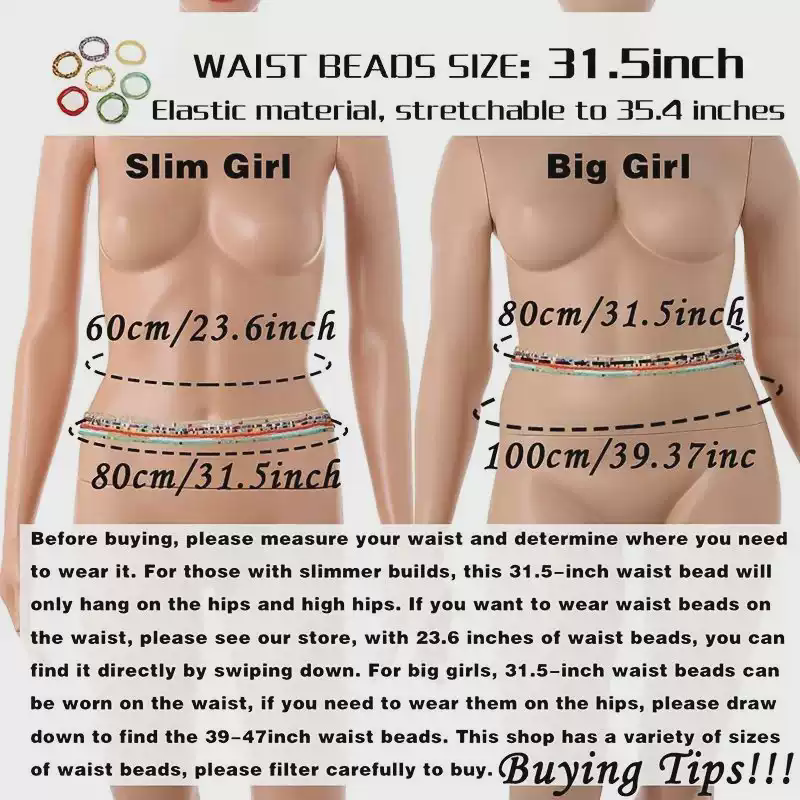 WAIST BEADS SIZE: 31.5inch
Elastic material, stretchable to 35.4 inches
Slim Girl
Big Girl
60cm/23.6inch
80cm/31.5inch
80cm/31.5inch
100cm/39.37inc
Before buying, please measure your waist and determine where you need
to wear it. For those with slimmer builds, this 31.5-inch waist bead will
only hang on the hips and high hips. If you want to wear waist beads on
the waist, please see our store, with 23.6 inches of waist beads, you can
find it directly by swiping down. For big girls, 31.5-inch waist beads can
be worn on the waist, if you need to wear them on the hips, please draw
down to find the 39-47inch waist beads. This shop has a variety of sizes
of waist beads, please filter carefully to buy. Buying Tips!!!